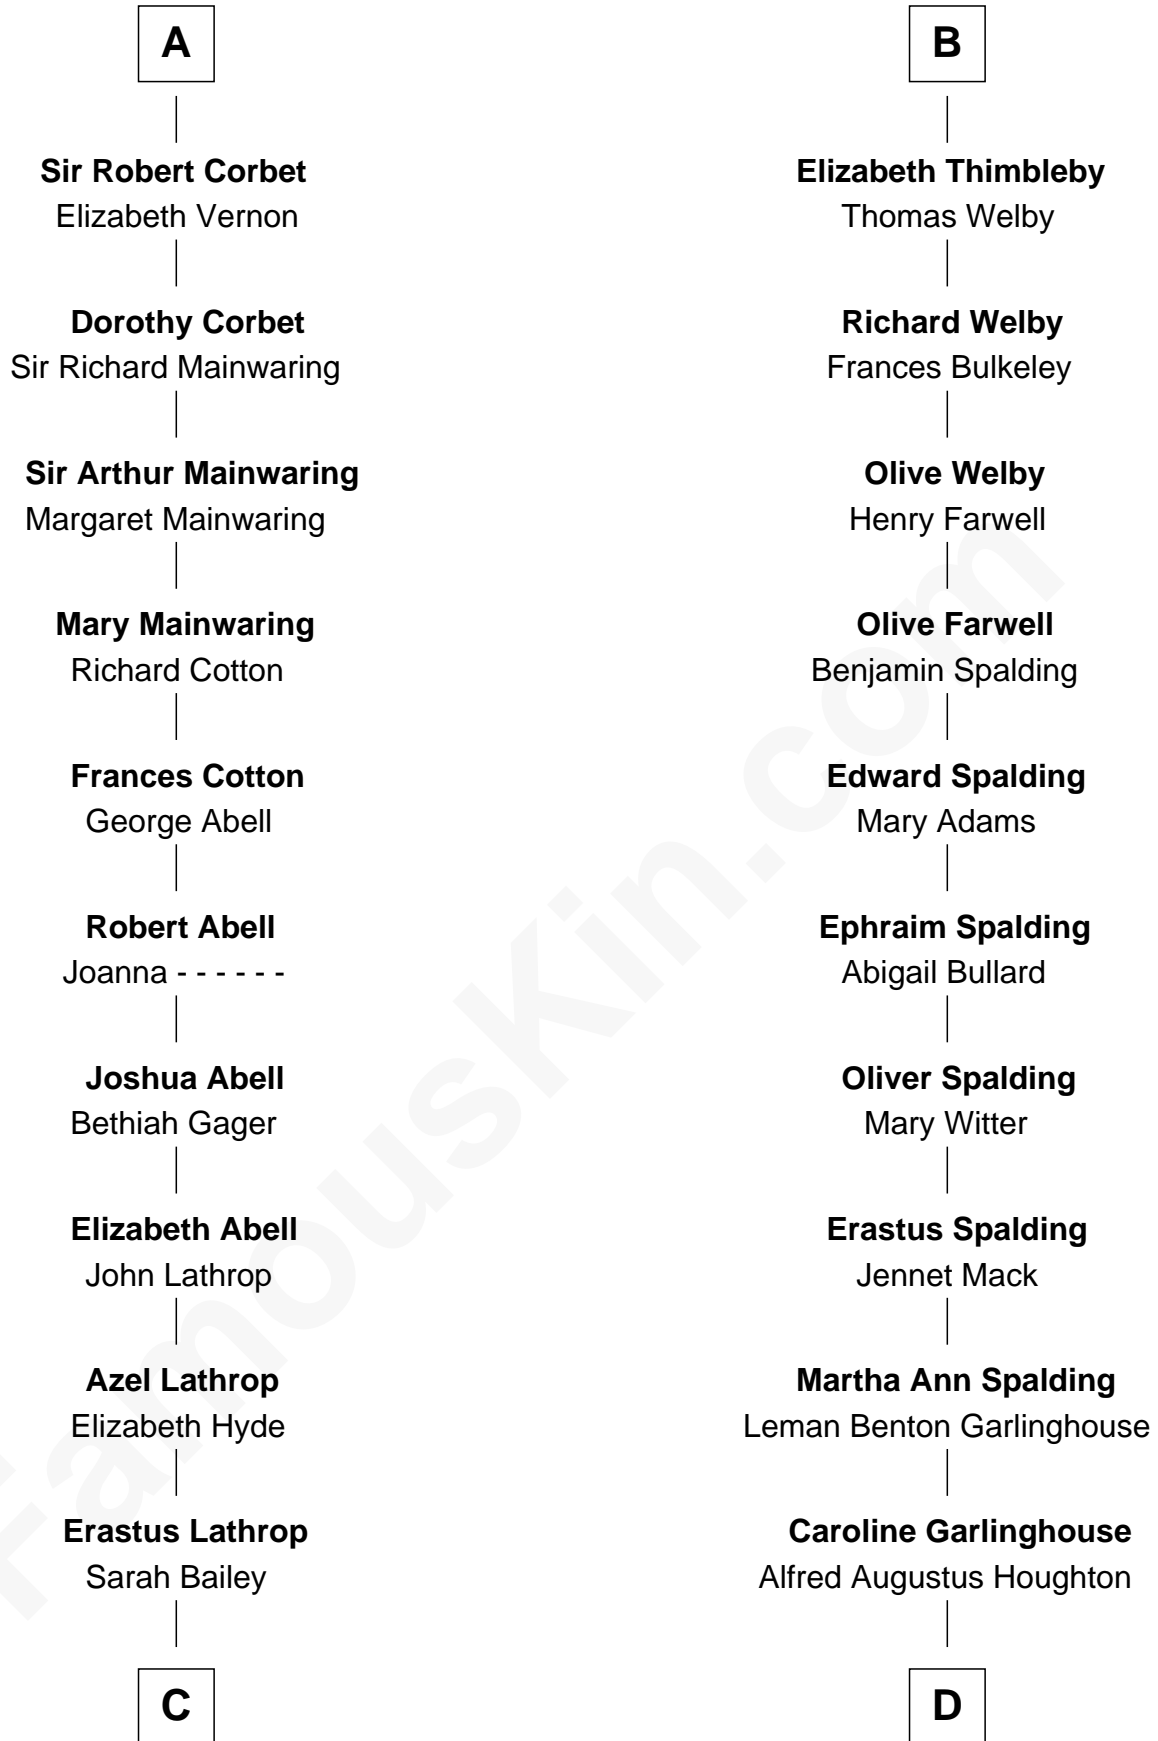 A
Sir Robert Corbet
Elizabeth Vernon
Dorothy Corbet
Sir Richard Mainwaring
Sir Arthur Mainwaring
Margaret Mainwaring
Mary Mainwaring
Richard Cotton
Frances Cotton
George Abell
Robert Abell
Joanna - - - - - -
Joshua Abell
Bethiah Gager
Elizabeth Abell
John Lathrop
Azel Lathrop
Elizabeth Hyde
Erastus Lathrop
Sarah Bailey
C
B
Elizabeth Thimbleby
Thomas Welby
Richard Welby
Frances Bulkeley
Olive Welby
Henry Farwell
Olive Farwell
Benjamin Spalding
Edward Spalding
Mary Adams
Ephraim Spalding
Abigail Bullard
Oliver Spalding
Mary Witter
Erastus Spalding
Jennet Mack
Martha Ann Spalding
Leman Benton Garlinghouse
Caroline Garlinghouse
Alfred Augustus Houghton
D
FamousKin.com